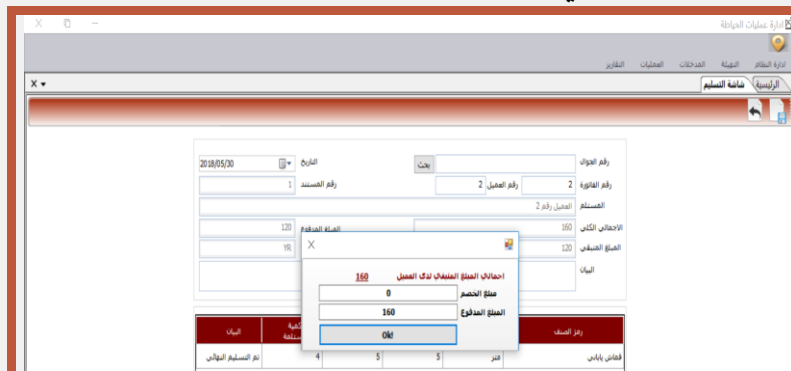 ادارة عمليات الخياطة
ادارة النظام التهيئة المدخلات العمليات التقارير
الرئيسية شاشة التسليم
رقم الجوال بحث التاريخ 2018/05/30
رقم الفاتورة 2 رقم العميل 2 رقم المستند 1
المستلم العميل رقم 2
الاجمالي الكلي 160 المبلغ المدفوع 120
المبلغ المتبقي 120 YR
البيان
اجمالي المبلغ المتبقي لدى العميل 160
مبلغ الخصم 0
المبلغ المدفوع 160
Ok!
رمز الصنف البيان
قماش ياباني متر 5 5 4 تم التسليم النهائي